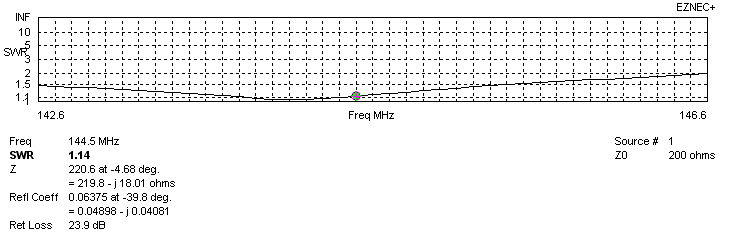 EZNEC+
INF
10
5
SWR
3
2
1.5
1.1
142.6 Freq MHz 146.6
Freq 144.5 MHz Source # 1
SWR 1.14 Z0 200 ohms
Z 220.6 at -4.68 deg.
= 219.8 - j 18.01 ohms
Refl Coeff 0.06375 at -39.8 deg.
= 0.04898 - j 0.04081
Ret Loss 23.9 dB